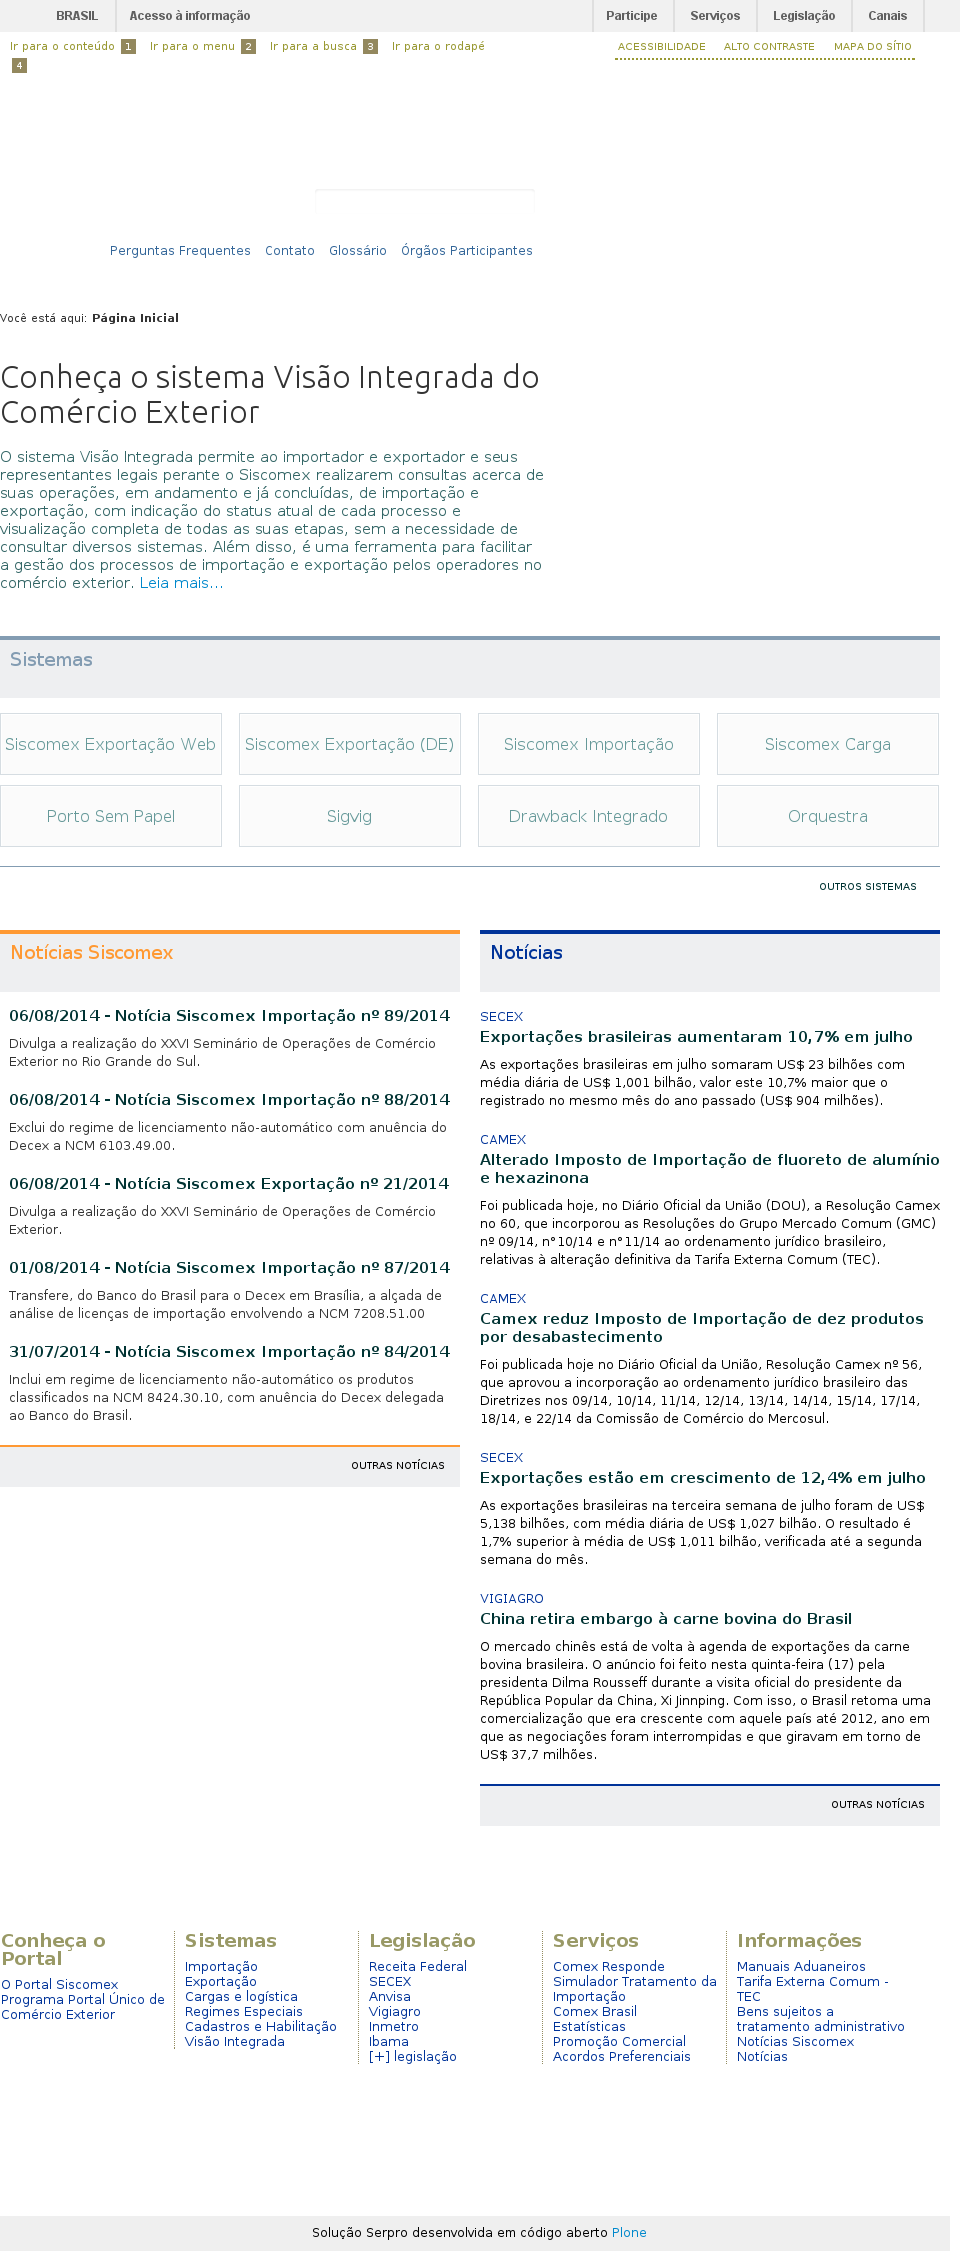 BRASIL Acesso à informação Participe Serviços Legislação Canais
Ir para o conteúdo 1 Ir para o menu 2 Ir para a busca 3 Ir para o rodapé
4
ACESSIBILIDADE ALTO CONTRASTE MAPA DO SÍTIO
Perguntas Frequentes Contato Glossário Órgãos Participantes
Você está aqui: Página Inicial
Conheça o sistema Visão Integrada do
Comércio Exterior
O sistema Visão Integrada permite ao importador e exportador e seus
representantes legais perante o Siscomex realizarem consultas acerca de
suas operações, em andamento e já concluídas, de importação e
exportação, com indicação do status atual de cada processo e
visualização completa de todas as suas etapas, sem a necessidade de
consultar diversos sistemas. Além disso, é uma ferramenta para facilitar
a gestão dos processos de importação e exportação pelos operadores no
comércio exterior. Leia mais...
Sistemas
Siscomex Exportação Web Siscomex Exportação (DE) Siscomex Importação Siscomex Carga
Porto Sem Papel Sigvig Drawback Integrado Orquestra
OUTROS SISTEMAS
Notícias Siscomex
06/08/2014 - Notícia Siscomex Importação nº 89/2014
Divulga a realização do XXVI Seminário de Operações de Comércio
Exterior no Rio Grande do Sul.
06/08/2014 - Notícia Siscomex Importação nº 88/2014
Exclui do regime de licenciamento não-automático com anuência do
Decex a NCM 6103.49.00.
06/08/2014 - Notícia Siscomex Exportação nº 21/2014
Divulga a realização do XXVI Seminário de Operações de Comércio
Exterior.
01/08/2014 - Notícia Siscomex Importação nº 87/2014
Transfere, do Banco do Brasil para o Decex em Brasília, a alçada de
análise de licenças de importação envolvendo a NCM 7208.51.00
31/07/2014 - Notícia Siscomex Importação nº 84/2014
Inclui em regime de licenciamento não-automático os produtos
classificados na NCM 8424.30.10, com anuência do Decex delegada
ao Banco do Brasil.
OUTRAS NOTÍCIAS
Notícias
SECEX
Exportações brasileiras aumentaram 10,7% em julho
As exportações brasileiras em julho somaram US$ 23 bilhões com
média diária de US$ 1,001 bilhão, valor este 10,7% maior que o
registrado no mesmo mês do ano passado (US$ 904 milhões).
CAMEX
Alterado Imposto de Importação de fluoreto de alumínio
e hexazinona
Foi publicada hoje, no Diário Oficial da União (DOU), a Resolução Camex
no 60, que incorporou as Resoluções do Grupo Mercado Comum (GMC)
nº 09/14, n°10/14 e n°11/14 ao ordenamento jurídico brasileiro,
relativas à alteração definitiva da Tarifa Externa Comum (TEC).
CAMEX
Camex reduz Imposto de Importação de dez produtos
por desabastecimento
Foi publicada hoje no Diário Oficial da União, Resolução Camex nº 56,
que aprovou a incorporação ao ordenamento jurídico brasileiro das
Diretrizes nos 09/14, 10/14, 11/14, 12/14, 13/14, 14/14, 15/14, 17/14,
18/14, e 22/14 da Comissão de Comércio do Mercosul.
SECEX
Exportações estão em crescimento de 12,4% em julho
As exportações brasileiras na terceira semana de julho foram de US$
5,138 bilhões, com média diária de US$ 1,027 bilhão. O resultado é
1,7% superior à média de US$ 1,011 bilhão, verificada até a segunda
semana do mês.
VIGIAGRO
China retira embargo à carne bovina do Brasil
O mercado chinês está de volta à agenda de exportações da carne
bovina brasileira. O anúncio foi feito nesta quinta-feira (17) pela
presidenta Dilma Rousseff durante a visita oficial do presidente da
República Popular da China, Xi Jinnping. Com isso, o Brasil retoma uma
comercialização que era crescente com aquele país até 2012, ano em
que as negociações foram interrompidas e que giravam em torno de
US$ 37,7 milhões.
OUTRAS NOTÍCIAS
Conheça o
Portal
O Portal Siscomex
Programa Portal Único de
Comércio Exterior
Sistemas
Importação
Exportação
Cargas e logística
Regimes Especiais
Cadastros e Habilitação
Visão Integrada
Legislação
Receita Federal
SECEX
Anvisa
Vigiagro
Inmetro
Ibama
[+] legislação
Serviços
Comex Responde
Simulador Tratamento da
Importação
Comex Brasil
Estatísticas
Promoção Comercial
Acordos Preferenciais
Informações
Manuais Aduaneiros
Tarifa Externa Comum -
TEC
Bens sujeitos a
tratamento administrativo
Notícias Siscomex
Notícias
Solução Serpro desenvolvida em código aberto Plone